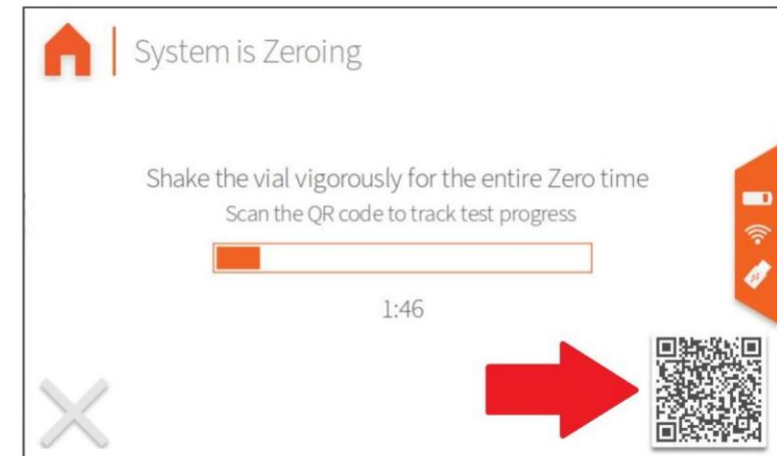 System is Zeroing
Shake the vial vigorously for the entire Zero time
Scan the QR code to track test progress
1:46